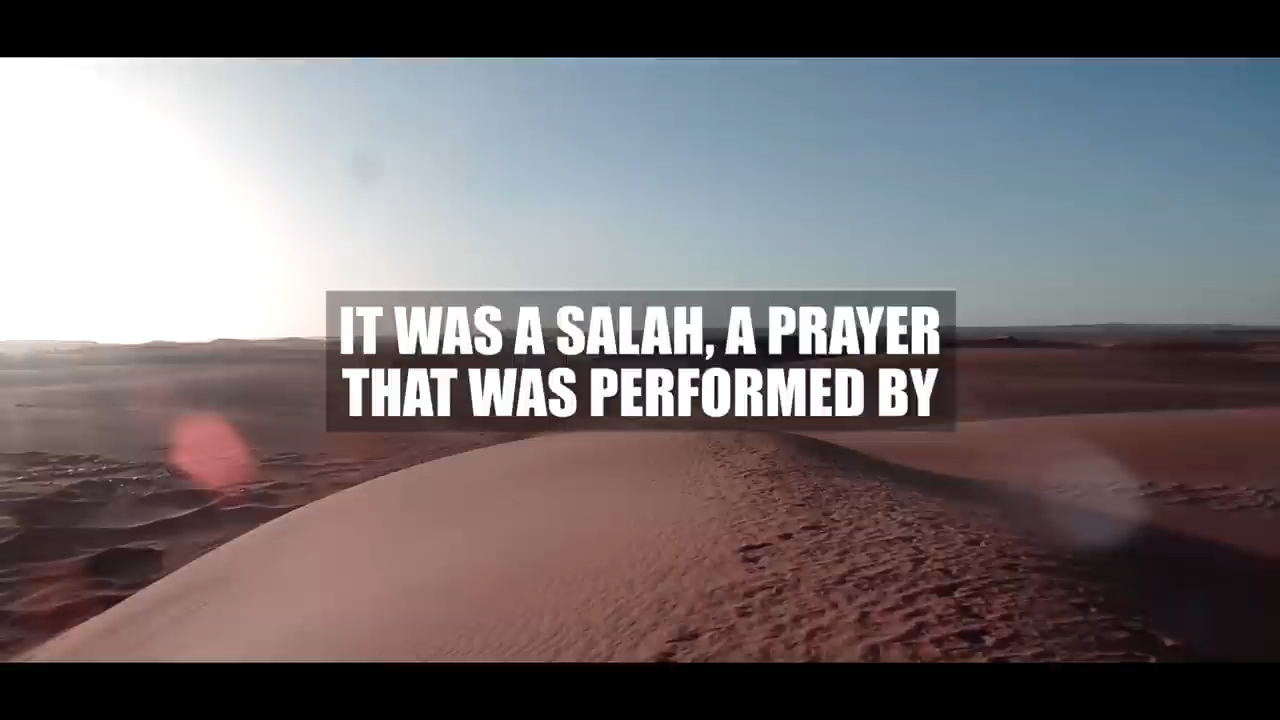 IT WAS A SALAH, A PRAYER
THAT WAS PERFORMED BY